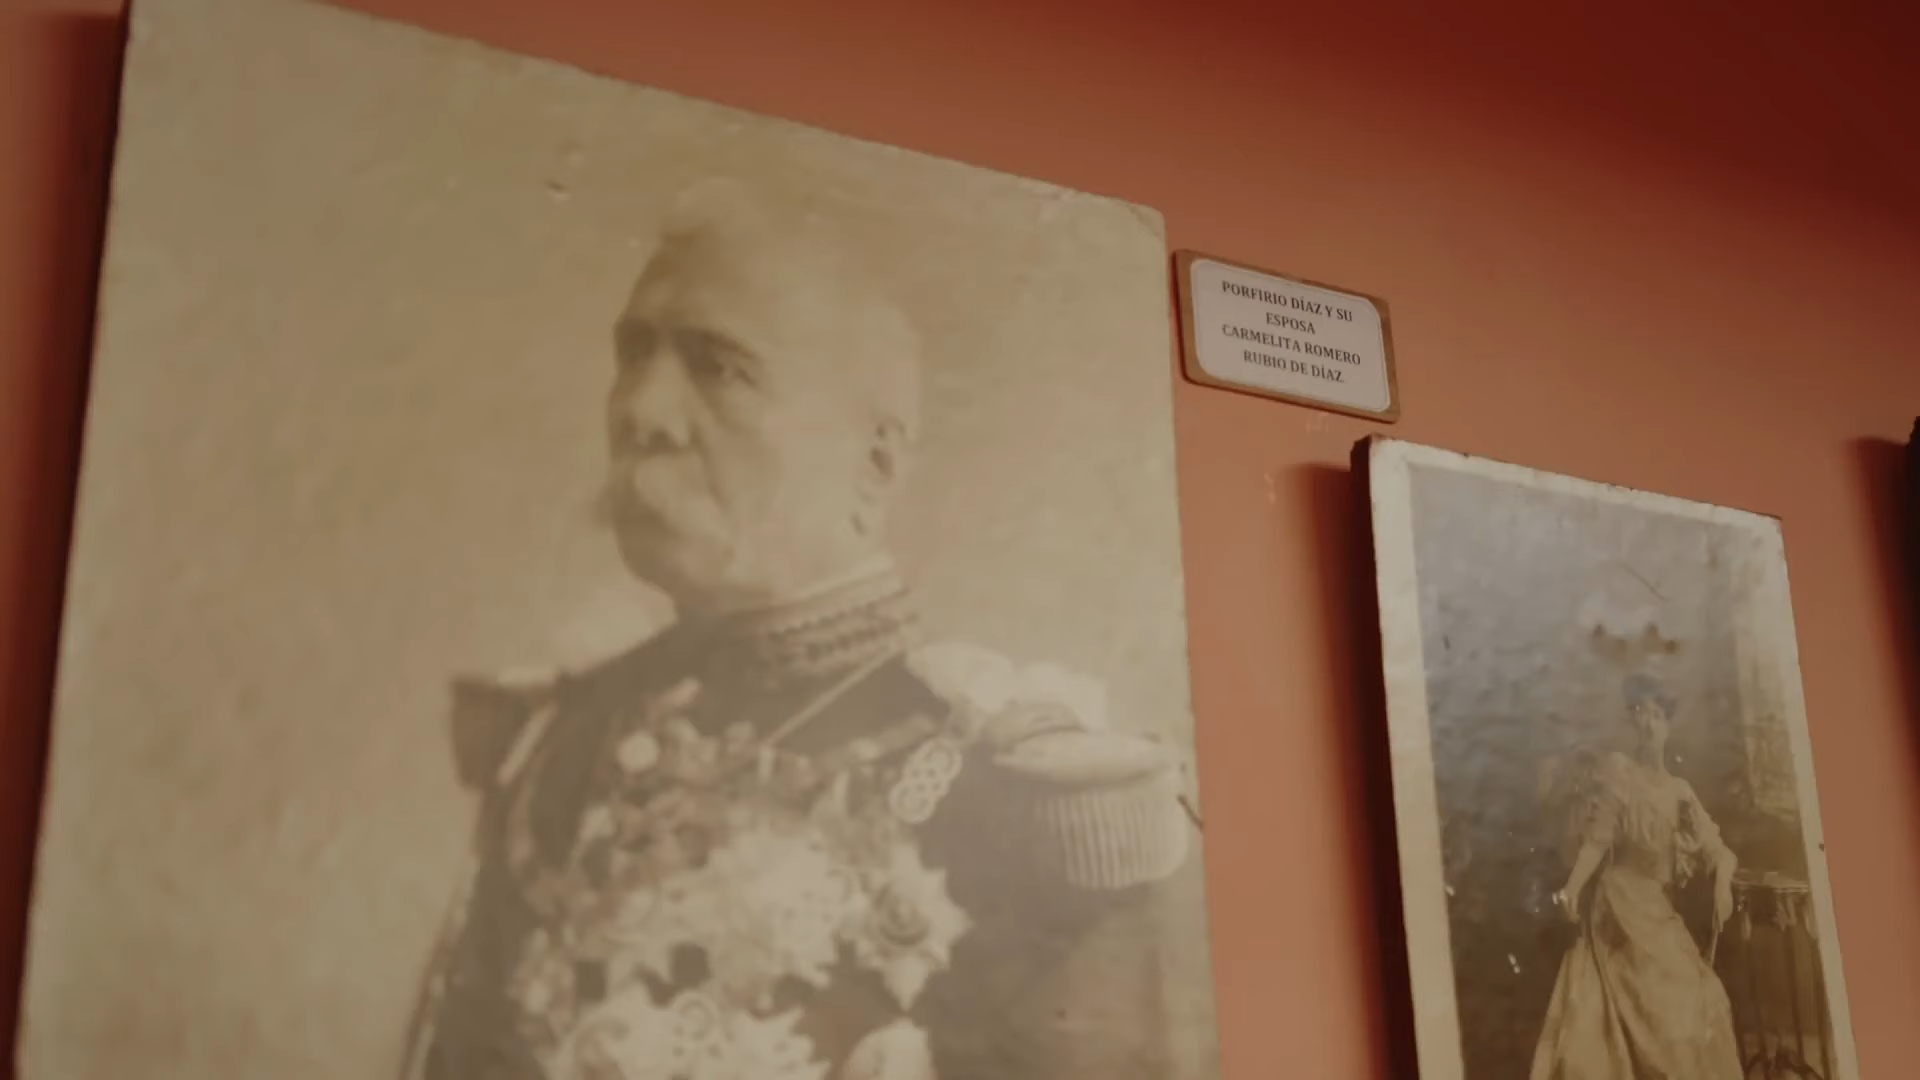 PORFIRIO DÍAZ Y SU
ESPOSA
CARMELITA ROMERO
RUBIO DE DÍAZ